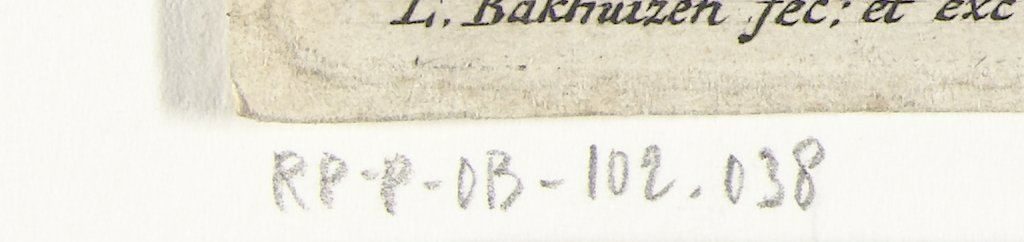 L. Bakhuizen fec: et exc
RP-P-OB-102.038